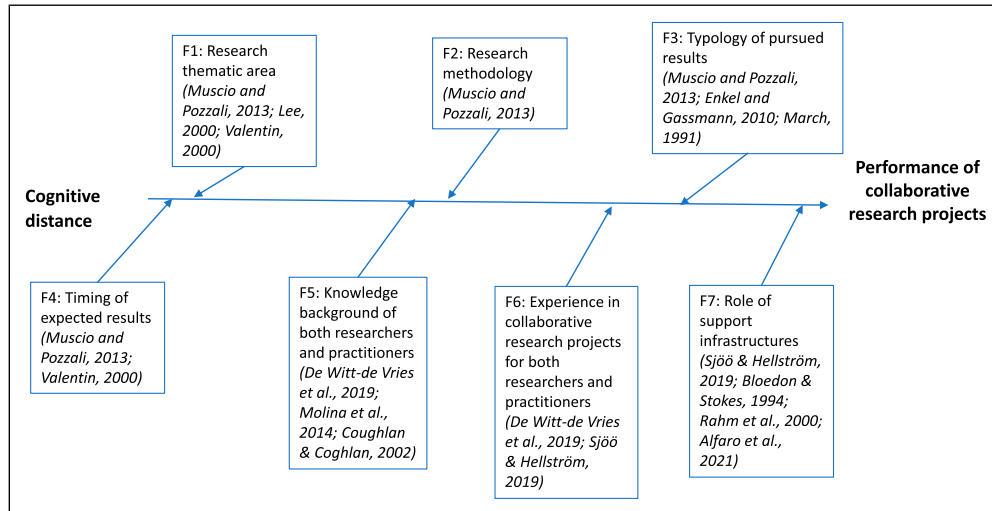 F1: Research
thematic area
(Muscio and
Pozzali, 2013; Lee,
2000; Valentin,
2000)
F2: Research
methodology
(Muscio and
Pozzali, 2013)
F3: Typology of pursued
results
(Muscio and Pozzali,
2013; Enkel and
Gassmann, 2010; March,
1991)
Cognitive
distance
Performance of
collaborative
research projects
F4: Timing of
expected results
(Muscio and
Pozzali, 2013;
Valentin, 2000)
F5: Knowledge
background of
both researchers
and practitioners
(De Witt-de Vries
et al., 2019;
Molina et al.,
2014; Coughlan
& Coghlan, 2002)
F6: Experience in
collaborative
research projects
for both
researchers and
practitioners
(De Witt-de Vries
et al., 2019; Sjöö
& Hellström,
2019)
F7: Role of
support
infrastructures
(Sjöö & Hellström,
2019; Bloedon &
Stokes, 1994;
Rahm et al., 2000;
Alfaro et al.,
2021)